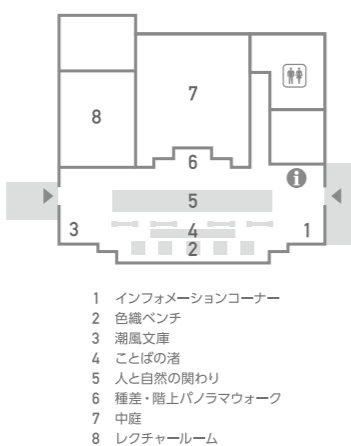 7
8
6
5
4
3
1
2
1 インフォメーションコーナー
2 色織ベンチ
3 潮風文庫
4 ことばの渚
5 人と自然の関わり
6 種差・階上パノラマウォーク
7 中庭
8 レクチャールーム